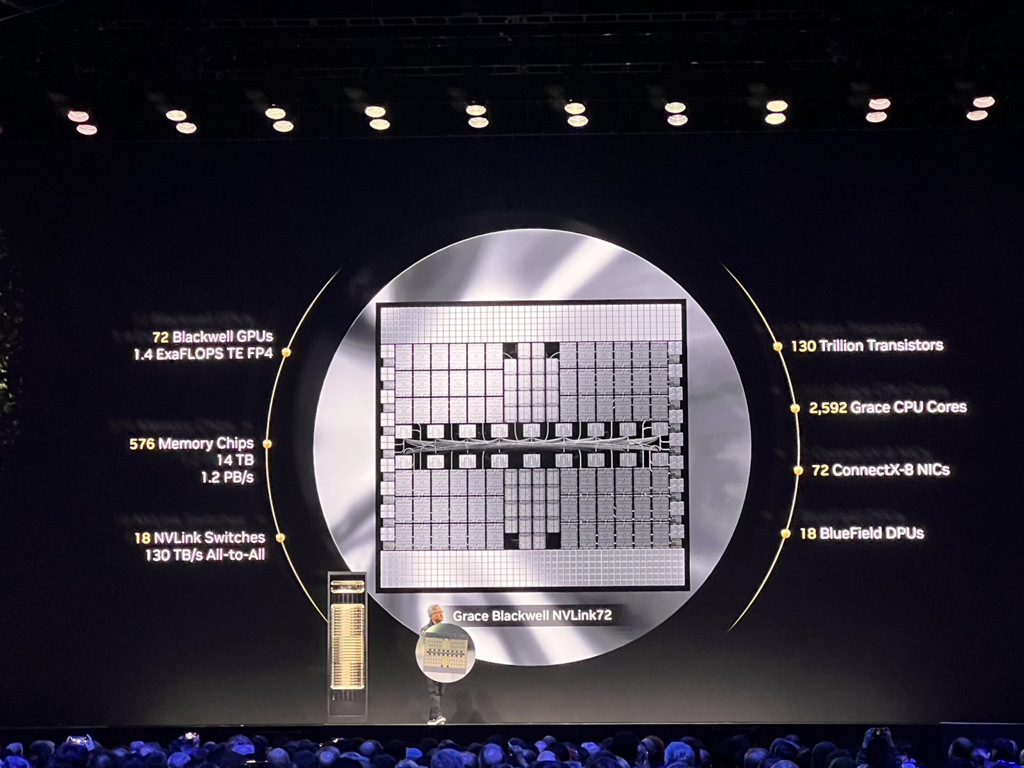 72 Blackwell GPUs
1.4 ExaFLOPS TE FP4
576 Memory Chips
14 TB
1.2 PB/s
18 NVLink Switches
130 TB/s All-to-All
130 Trillion Transistors
2,592 Grace CPU Cores
72 ConnectX-8 NICs
18 BlueField DPUs
Grace Blackwell NVLink72